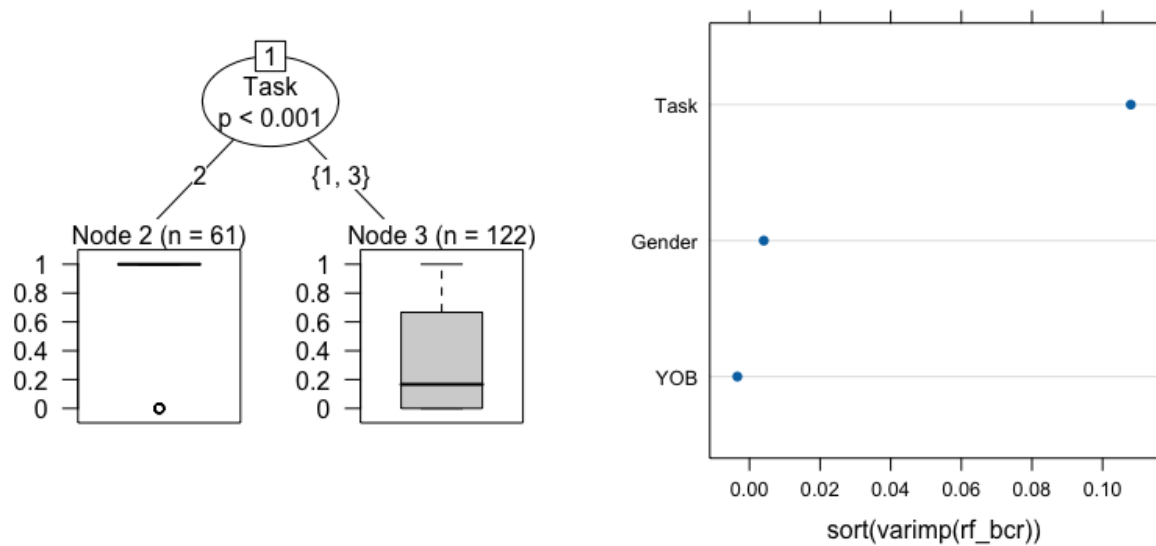 1
Task
p < 0.001
2
{1, 3}
Node 2 (n = 61)
1
0.8
0.6
0.4
0.2
0
Node 3 (n = 122)
1
0.8
0.6
0.4
0.2
0
Task
Gender
YOB
0.00 0.02 0.04 0.06 0.08 0.10
sort(varimp(rf_bcr))